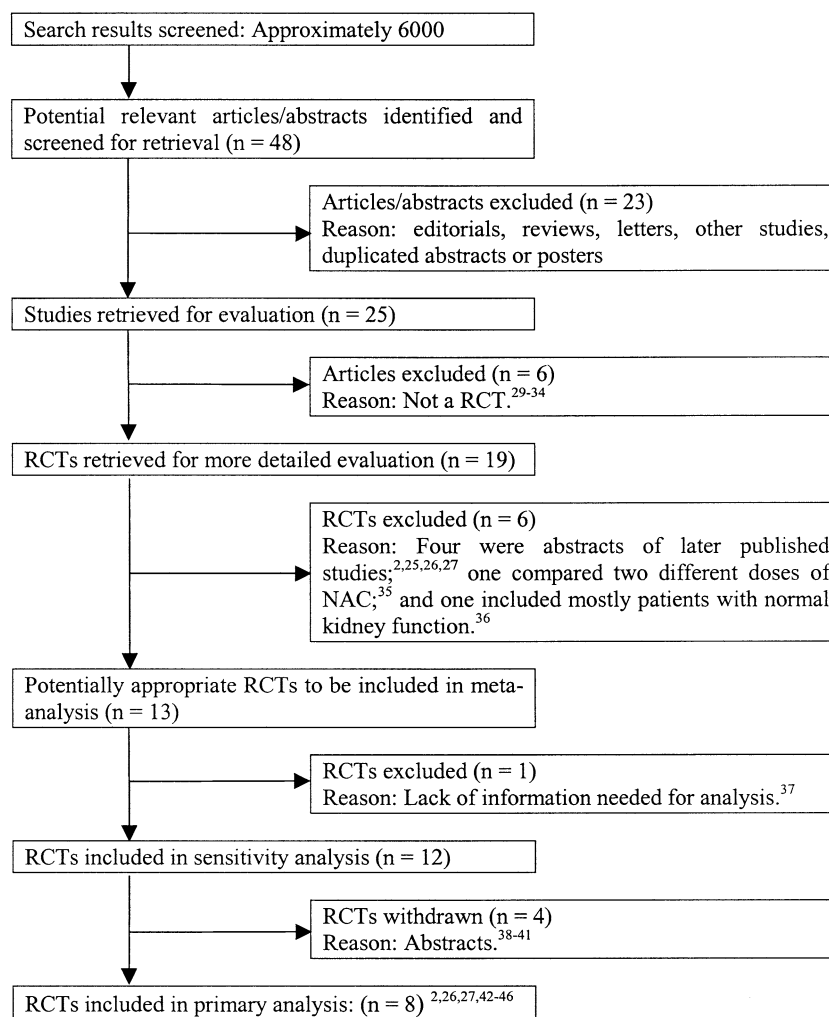 Search results screened: Approximately 6000
Potential relevant articles/abstracts identified and
screened for retrieval (n = 48)
Articles/abstracts excluded (n = 23)
Reason: editorials, reviews, letters, other studies,
duplicated abstracts or posters
Studies retrieved for evaluation (n = 25)
Articles excluded (n = 6)
Reason: Not a RCT.29-34
RCTs retrieved for more detailed evaluation (n = 19)
RCTs excluded (n = 6)
Reason: Four were abstracts of later published
studies;2,25,26,27 one compared two different doses of
NAC;35 and one included mostly patients with normal
kidney function.36
Potentially appropriate RCTs to be included in meta-
analysis (n = 13)
RCTs excluded (n = 1)
Reason: Lack of information needed for analysis.37
RCTs included in sensitivity analysis (n = 12)
RCTs withdrawn (n = 4)
Reason: Abstracts.38-41
RCTs included in primary analysis: (n = 8) 2,26,27,42-46